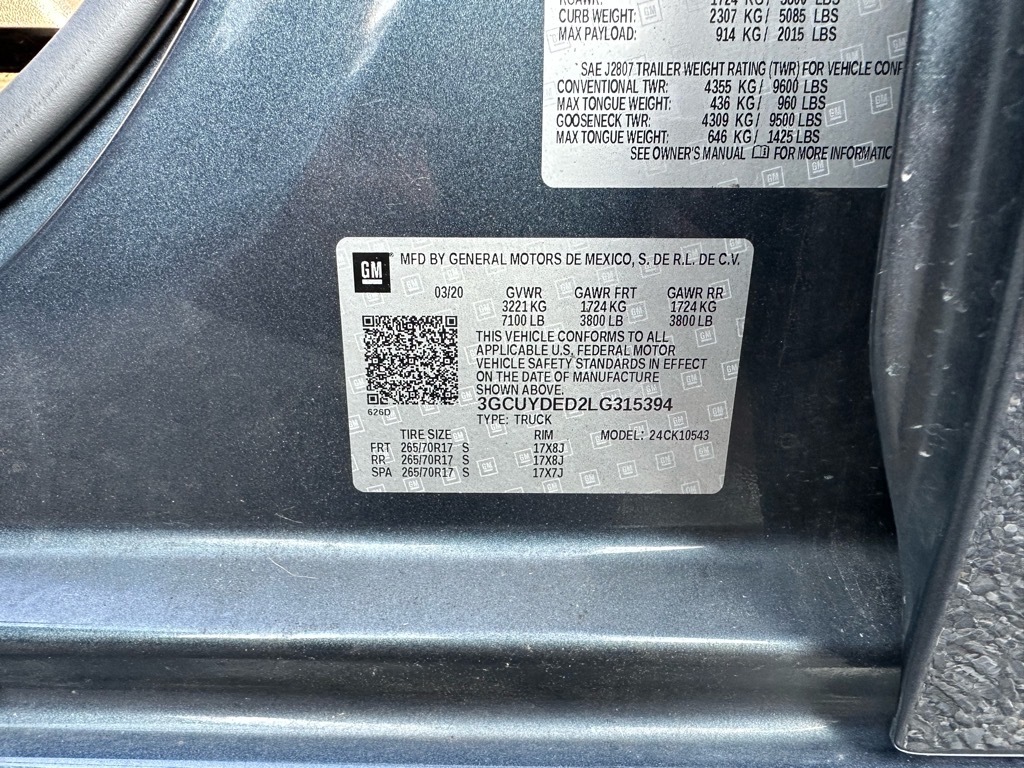 CURB WEIGHT: 2307 KG / 5085 LBS
MAX PAYLOAD: 914 KG / 2015 LBS
SAE J2807 TRAILER WEIGHT RATING (TWR) FOR VEHICLE CONF
CONVENTIONAL TWR: 4355 KG / 9600 LBS
MAX TONGUE WEIGHT: 436 KG / 960 LBS
GOOSENECK TWR: 4309 KG / 9500 LBS
MAX TONGUE WEIGHT: 646 KG / 1425 LBS
SEE OWNER'S MANUAL FOR MORE INFORMATIC
GM MFD BY GENERAL MOTORS DE MEXICO, S. DE R.L. DE C.V.
03/20 GVWR GAWR FRT GAWR RR
3221 KG 1724 KG 1724 KG
7100 LB 3800 LB 3800 LB
THIS VEHICLE CONFORMS TO ALL
APPLICABLE U.S. FEDERAL MOTOR
VEHICLE SAFETY STANDARDS IN EFFECT
ON THE DATE OF MANUFACTURE
SHOWN ABOVE.
626D
3GCUYDED2LG315394
TYPE: TRUCK
TIRE SIZE RIM MODEL: 24CK10543
FRT 265/70R17 S 17X8J
RR 265/70R17 S 17X8J
SPA 265/70R17 S 17X7J